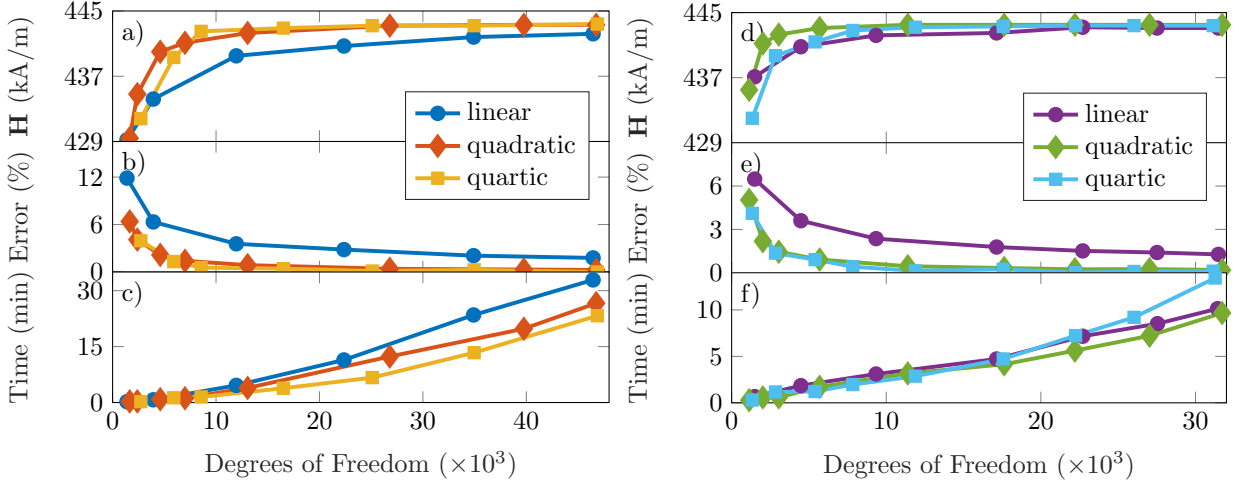 445
437
429
H (kA/m)
a)
linear
quadratic
quartic
12
6
0
Error (%)
b)
30
15
0
Time (min)
c)
0
10
20
30
40
Degrees of Freedom (×10³)
445
437
429
H (kA/m)
d)
linear
quadratic
quartic
6
3
0
Error (%)
e)
10
5
0
Time (min)
f)
0
10
20
30
Degrees of Freedom (×10³)